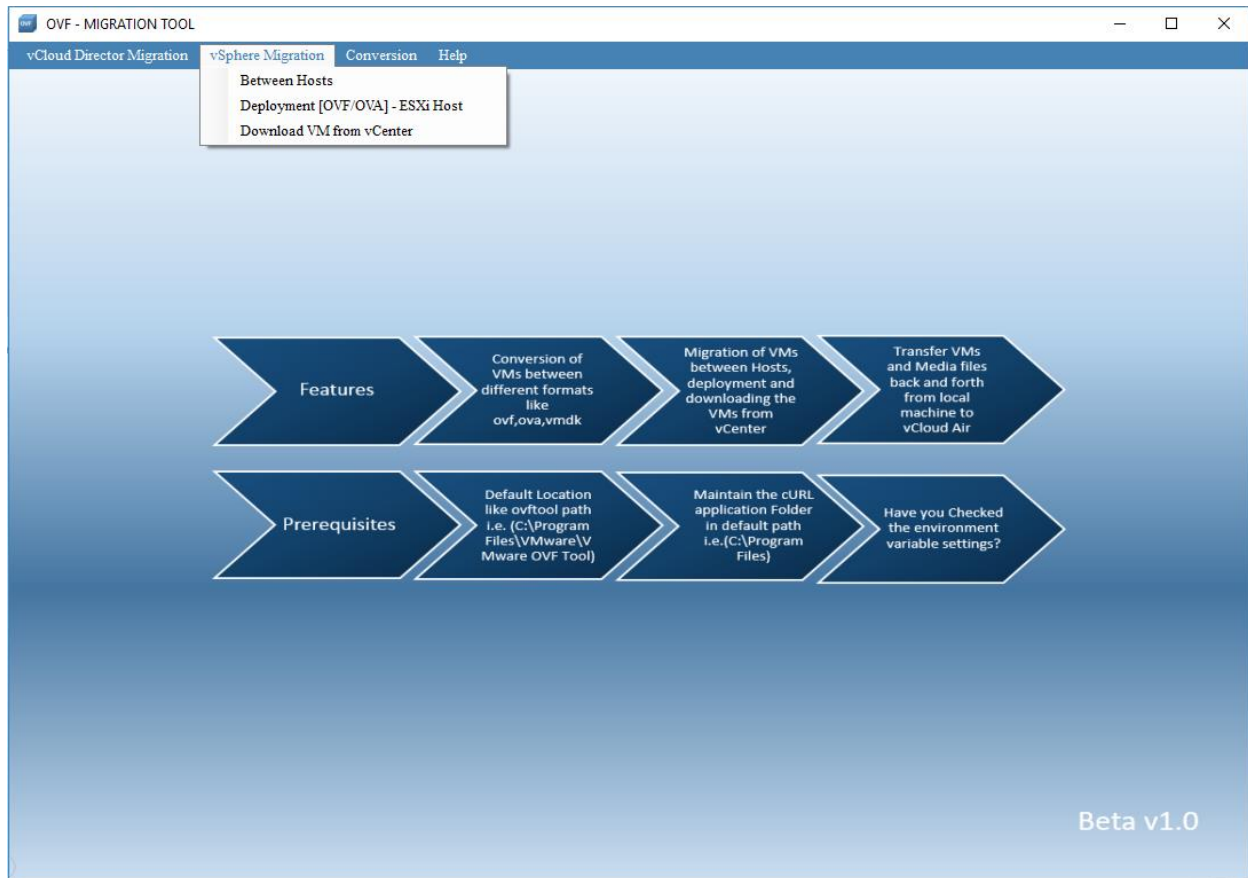 OVF - MIGRATION TOOL
vCloud Director Migration vSphere Migration Conversion Help
Between Hosts
Deployment [OVF/OVA] - ESXi Host
Download VM from vCenter
Features
Conversion of
VMs between
different formats
like
ovf,ova,vmdk
Migration of VMs
between Hosts,
deployment and
downloading the
VMs from
vCenter
Transfer VMs
and Media files
back and forth
from local
machine to
vCloud Air
Prerequisites
Default Location
like ovftool path
i.e. (C:\Program
Files\VMware\V
Mware OVF Tool)
Maintain the cURL
application Folder
in default path
i.e.(C:\Program
Files)
Have you Checked
the environment
variable settings?
Beta v1.0